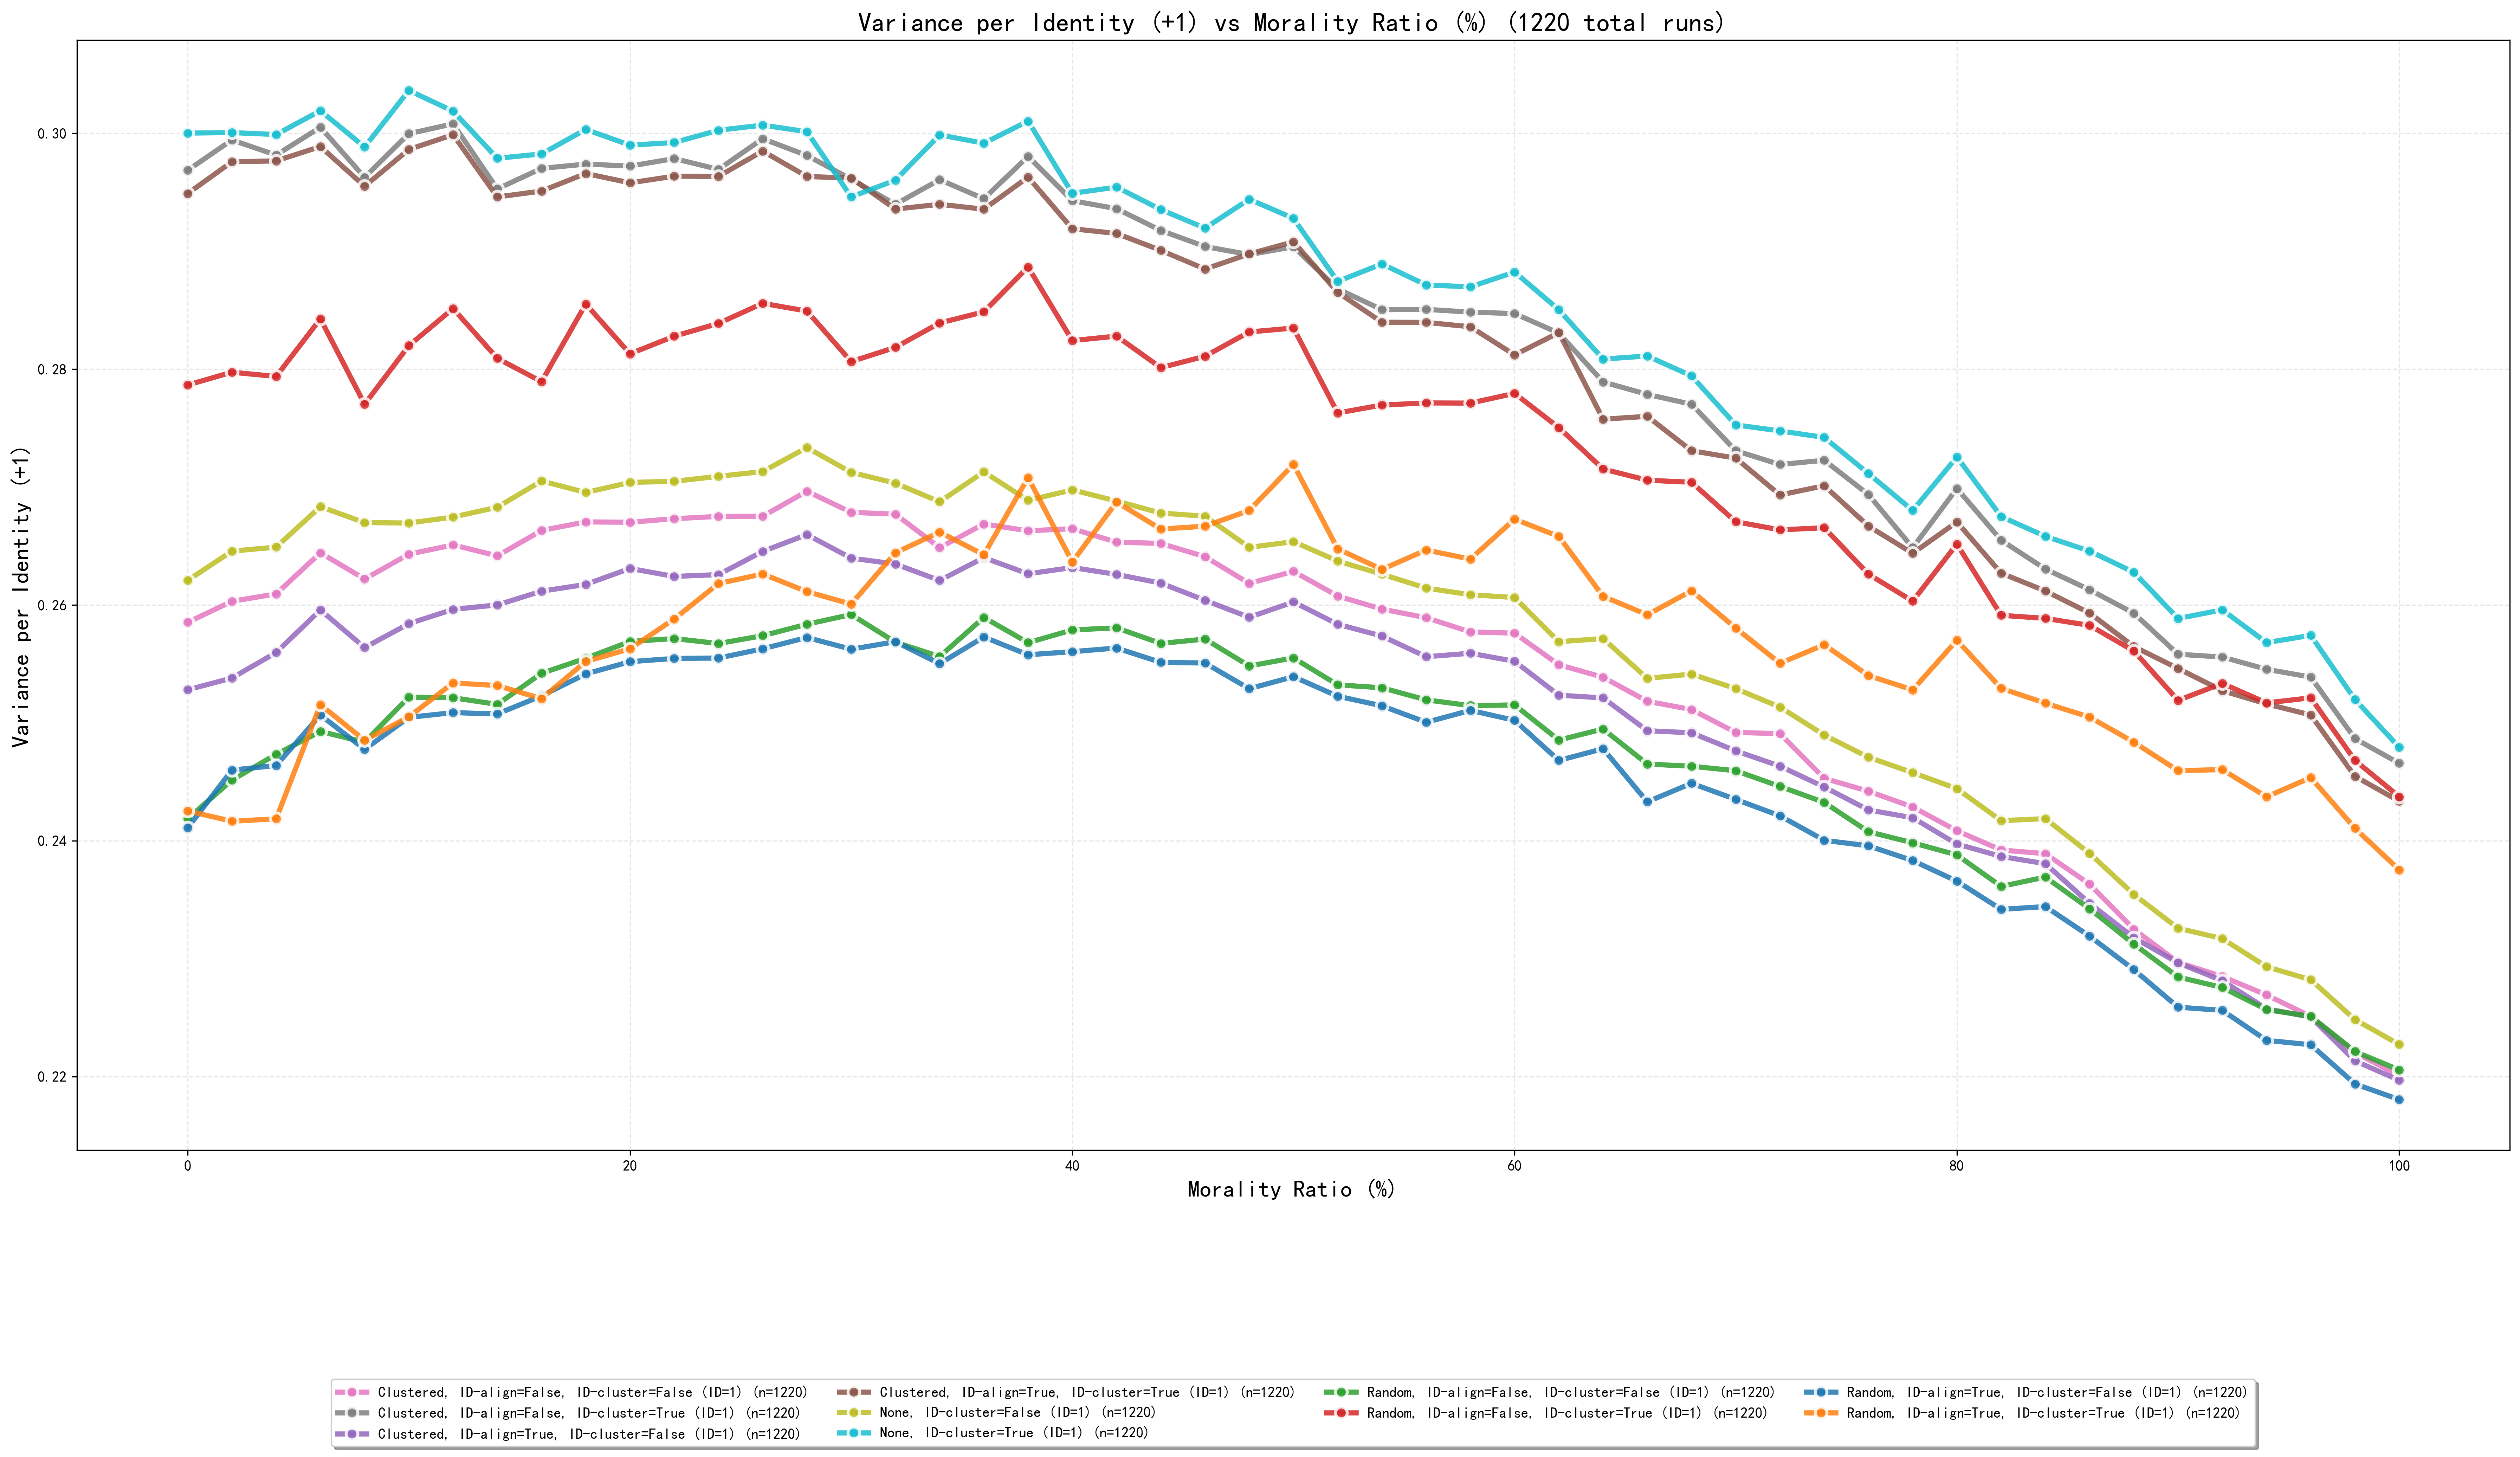 Variance per Identity (+1) vs Morality Ratio (%) (1220 total runs)
Variance per Identity (+1)
0.30
0.28
0.26
0.24
0.22
0
20
40
60
80
100
Morality Ratio (%)
Clustered, ID-align=False, ID-cluster=False (ID=1) (n=1220)
Clustered, ID-align=False, ID-cluster=True (ID=1) (n=1220)
Clustered, ID-align=True, ID-cluster=False (ID=1) (n=1220)
Clustered, ID-align=True, ID-cluster=True (ID=1) (n=1220)
None, ID-cluster=False (ID=1) (n=1220)
None, ID-cluster=True (ID=1) (n=1220)
Random, ID-align=False, ID-cluster=False (ID=1) (n=1220)
Random, ID-align=False, ID-cluster=True (ID=1) (n=1220)
Random, ID-align=True, ID-cluster=False (ID=1) (n=1220)
Random, ID-align=True, ID-cluster=True (ID=1) (n=1220)